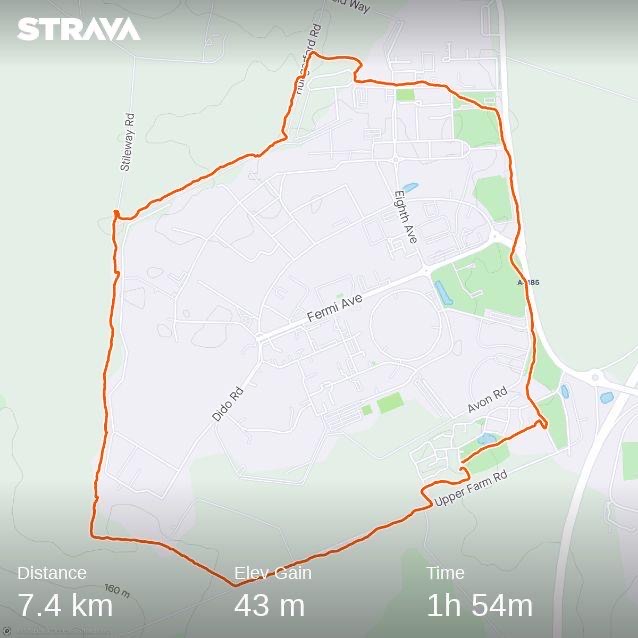 STRAVA
ld Way
Hungerford Rd
Stileway Rd
Eighth Ave
Fermi Ave
Dido Rd
Avon Rd
Upper Farm Rd
160 m
Distance
Elev Gain
Time
7.4 km
43 m
1h 54m